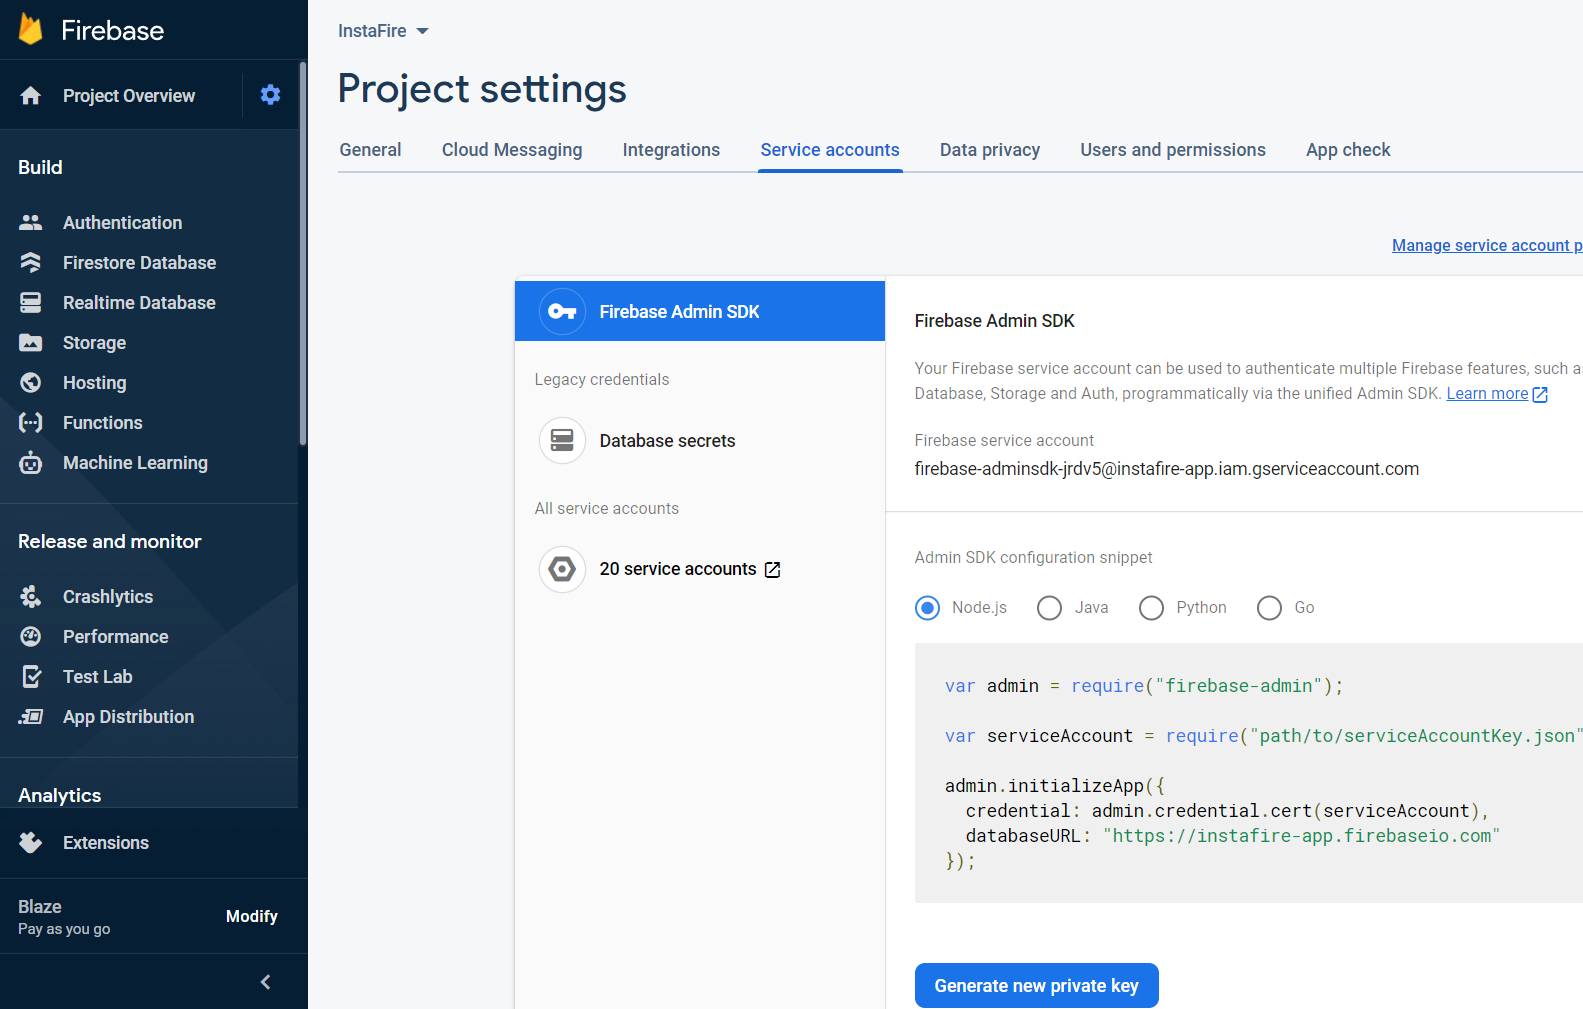 Firebase
Project Overview
Build
Authentication
Firestore Database
Realtime Database
Storage
Hosting
Functions
Machine Learning
Release and monitor
Crashlytics
Performance
Test Lab
App Distribution
Analytics
Extensions
Blaze
Pay as you go
Modify
InstaFire
Project settings
General Cloud Messaging Integrations Service accounts Data privacy Users and permissions App check
Manage service account p
Firebase Admin SDK
Legacy credentials
Database secrets
All service accounts
20 service accounts
Firebase Admin SDK
Your Firebase service account can be used to authenticate multiple Firebase features, such as
Database, Storage and Auth, programmatically via the unified Admin SDK. Learn more
Firebase service account
firebase-adminsdk-jrdv5@instafire-app.iam.gserviceaccount.com
Admin SDK configuration snippet
Node.js Java Python Go
var admin = require("firebase-admin");
var serviceAccount = require("path/to/serviceAccountKey.json"
admin.initializeApp({
credential: admin.credential.cert(serviceAccount),
databaseURL: "https://instafire-app.firebaseio.com"
});
Generate new private key